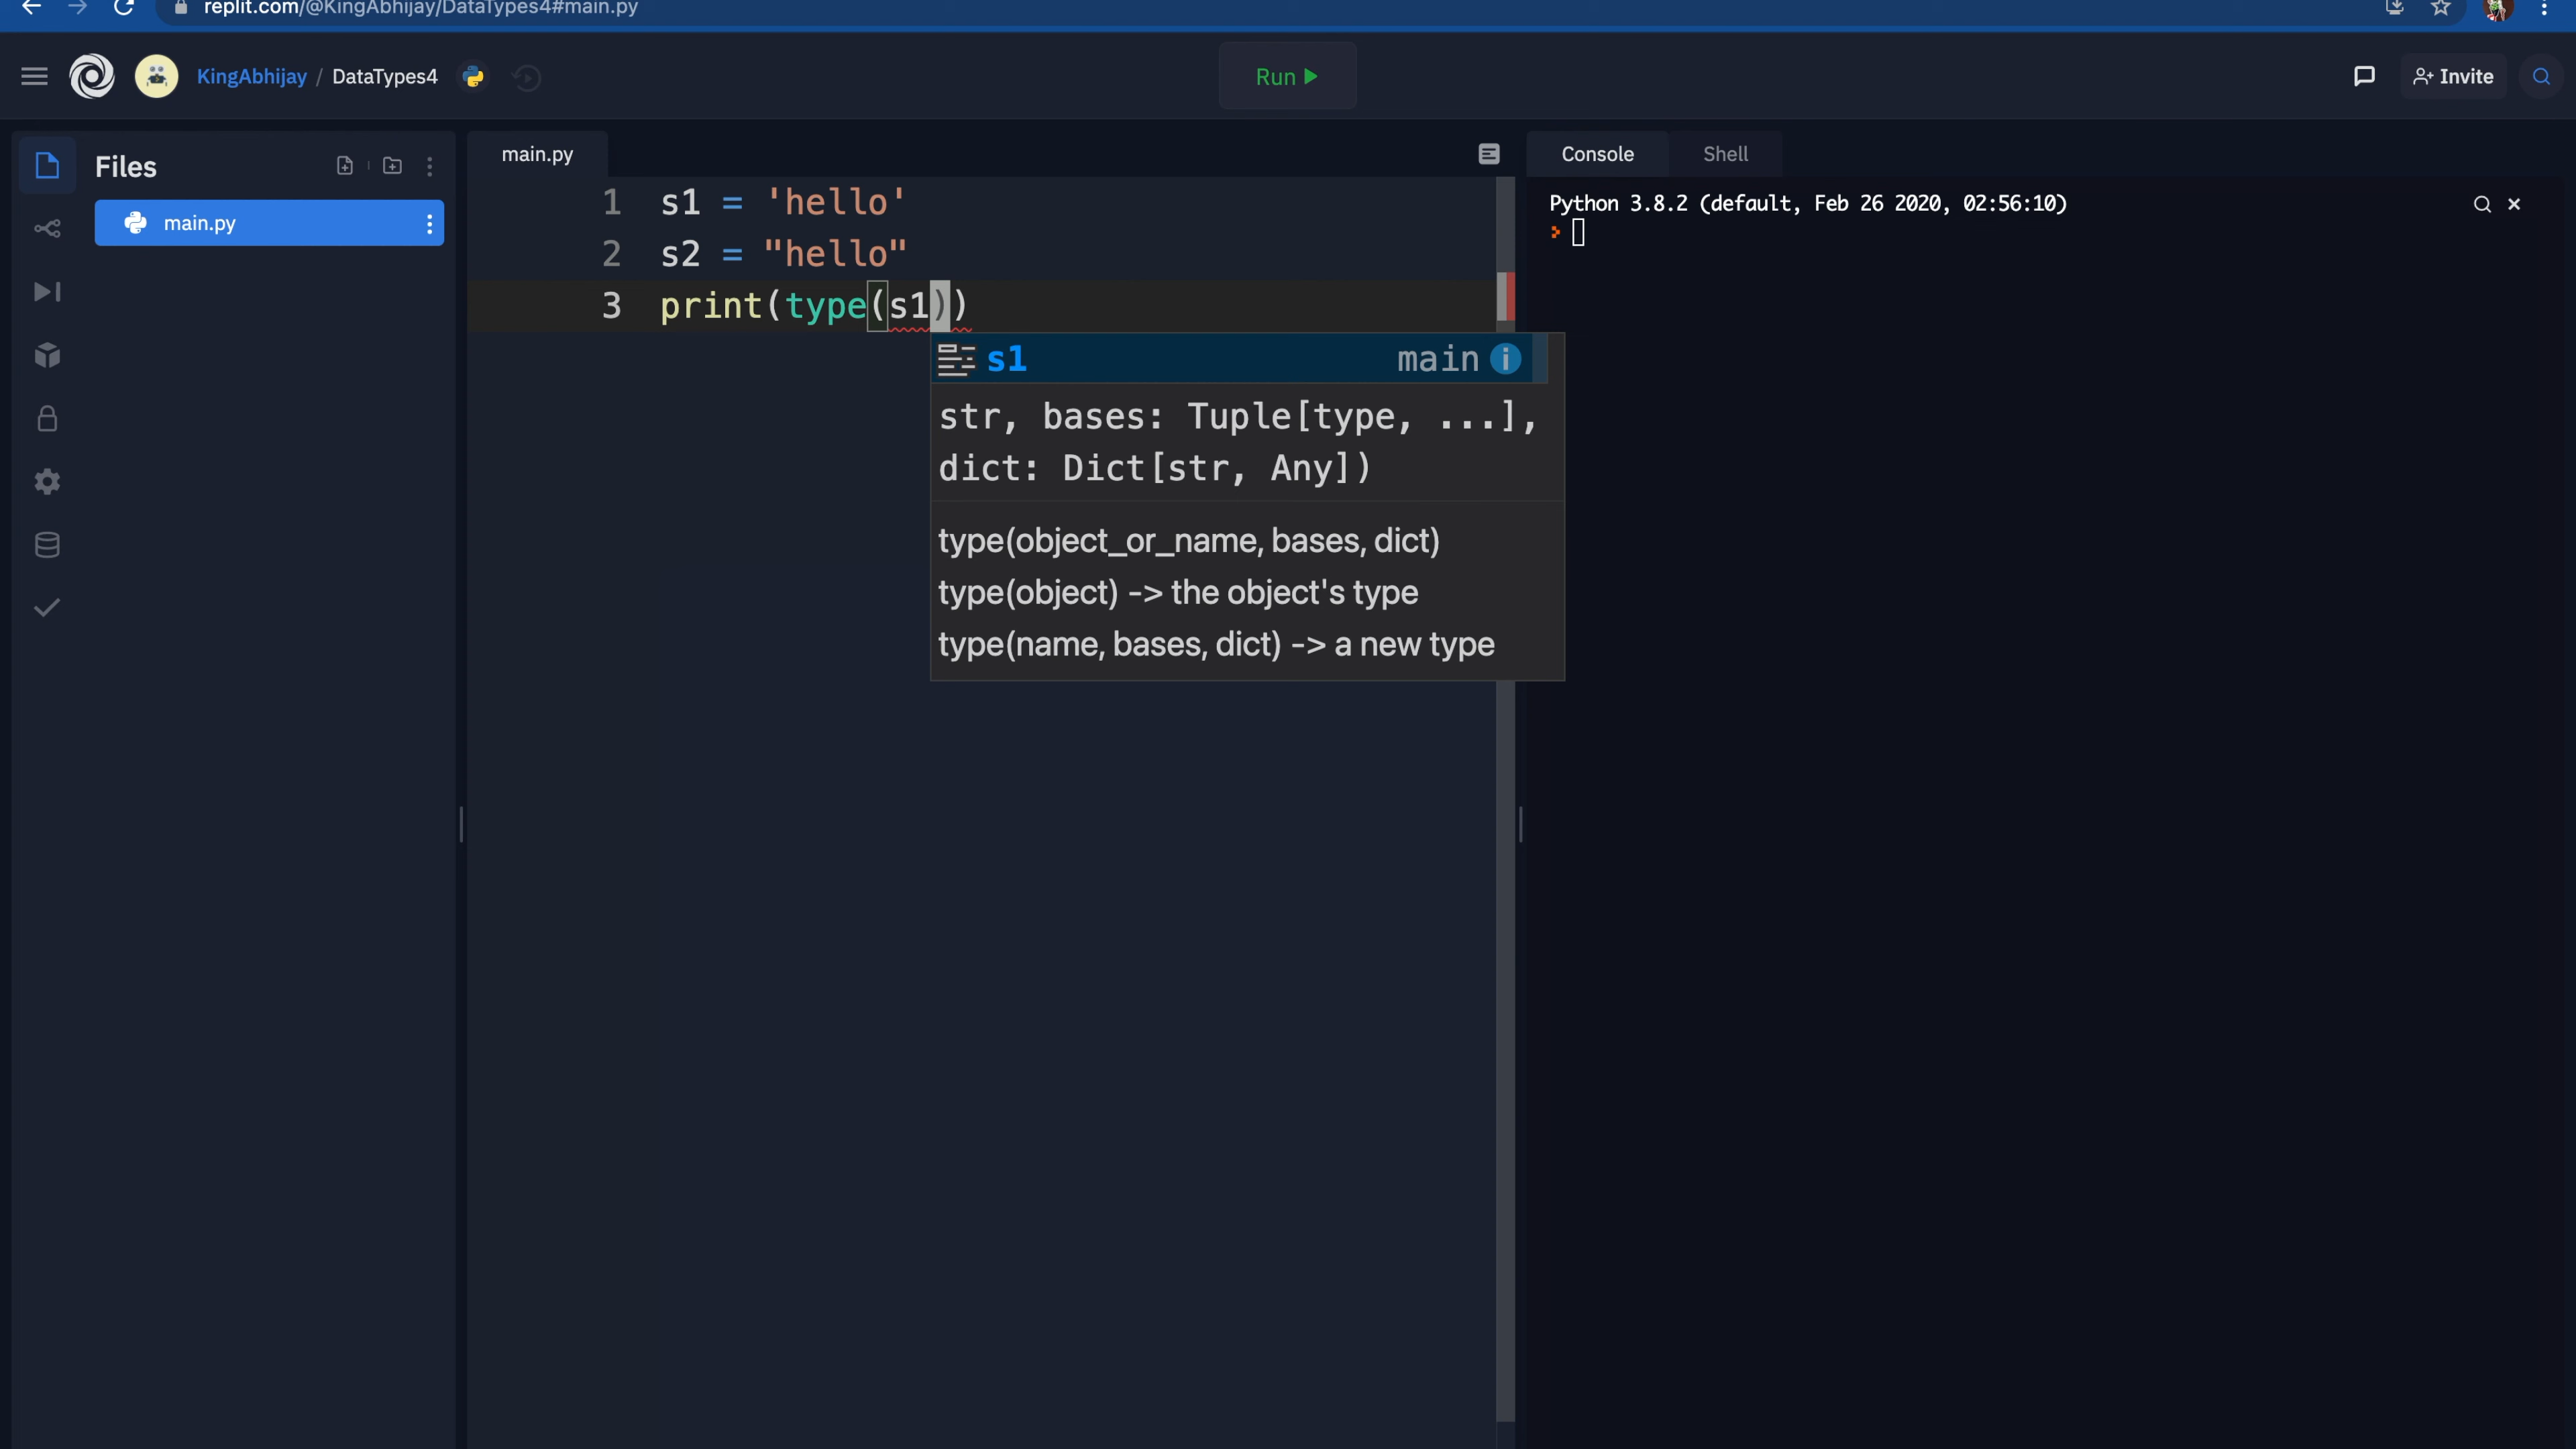 replit.com/@KingAbhijay/DataTypes4#main.py
KingAbhijay / DataTypes4
Run
Invite
Files
main.py
main.py
1 s1 = 'hello'
2 s2 = "hello"
3 print(type(s1))
s1 main
str, bases: Tuple[type, ...],
dict: Dict[str, Any])
type(object_or_name, bases, dict)
type(object) -> the object's type
type(name, bases, dict) -> a new type
Console Shell
Python 3.8.2 (default, Feb 26 2020, 02:56:10)